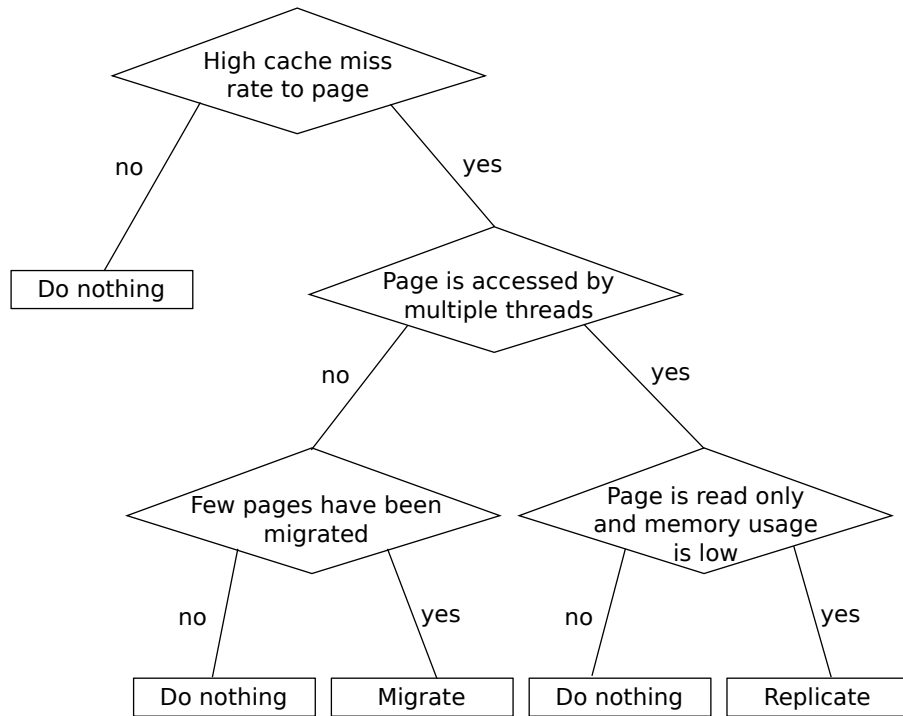 High cache miss
rate to page
no
yes
Do nothing
Page is accessed by
multiple threads
no
yes
Few pages have been
migrated
Page is read only
and memory usage
is low
no
yes
no
yes
Do nothing
Migrate
Do nothing
Replicate